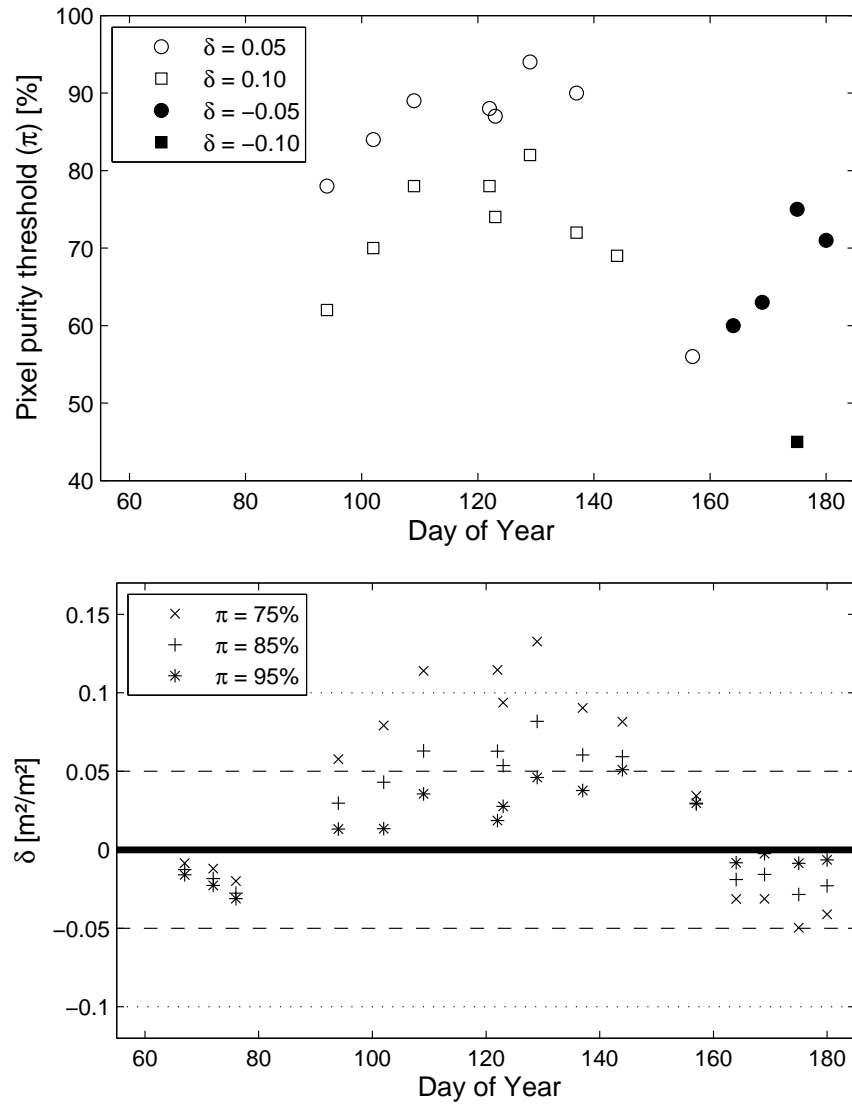 100
90
80
70
60
50
40
Pixel purity threshold (π) [%]
δ = 0.05
δ = 0.10
δ = −0.05
δ = −0.10
60 80 100 120 140 160 180
Day of Year
0.15
0.1
0.05
0
−0.05
−0.1
δ [m²/m²]
π = 75%
π = 85%
π = 95%
60 80 100 120 140 160 180
Day of Year